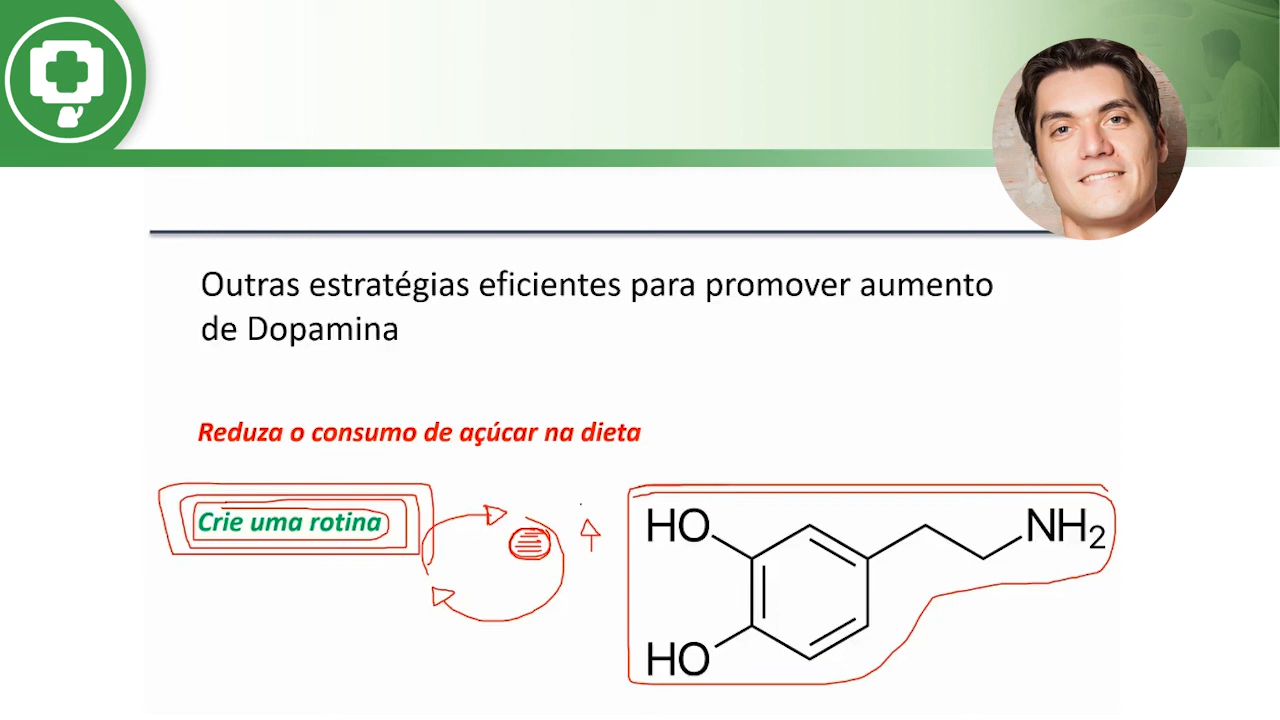 Outras estratégias eficientes para promover aumento
de Dopamina
Reduza o consumo de açúcar na dieta
Crie uma rotina
HO
NH2
HO